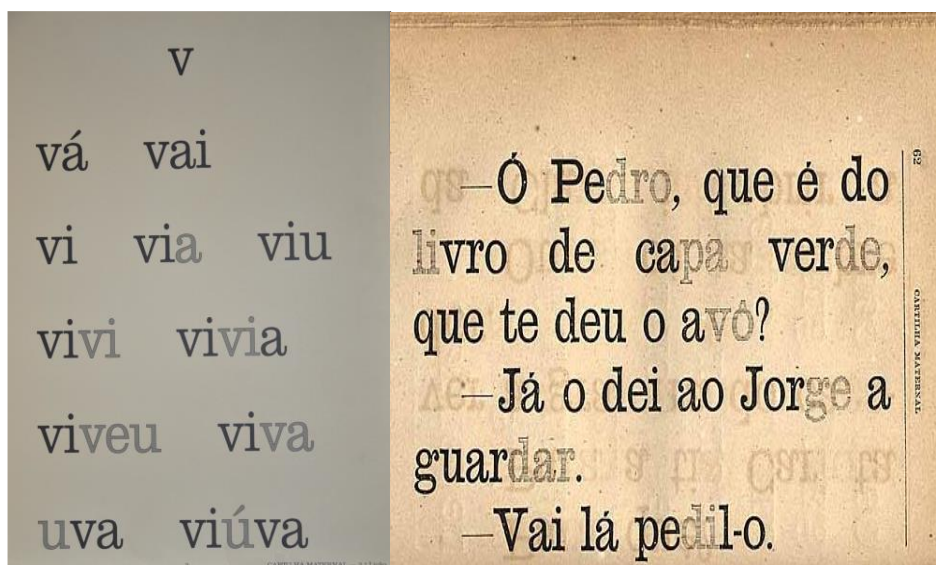 v
vá vai
vi via viu
vivi vivia
viveu viva
uva viúva
—Ó Pedro, que é do
livro de capa verde,
que te deu o avô?
—Já o dei ao Jorge a
guardar.
—Vai lá pedil-o.
62
CARTILHA MATERNAL